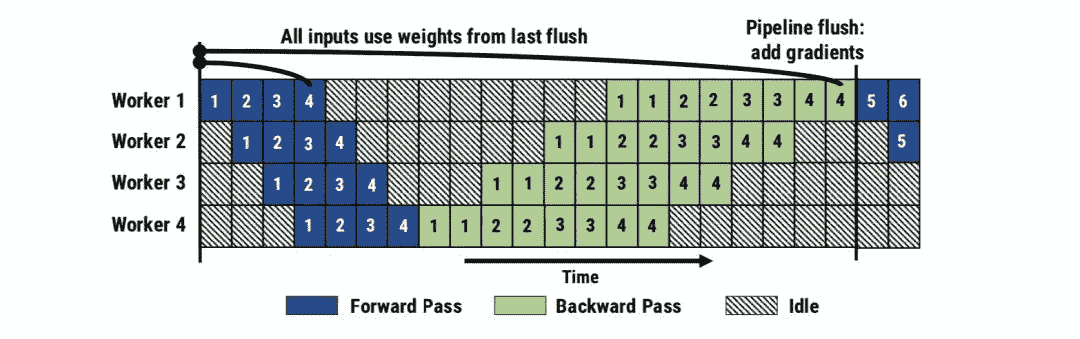 All inputs use weights from last flush
Pipeline flush:
add gradients
Worker 1 1 2 3 4 1 1 2 2 3 3 4 4 5 6
Worker 2 1 2 3 4 1 1 2 2 3 3 4 4 5
Worker 3 1 2 3 4 1 1 2 2 3 3 4 4
Worker 4 1 2 3 4 1 1 2 2 3 3 4 4
Time
Forward Pass Backward Pass Idle